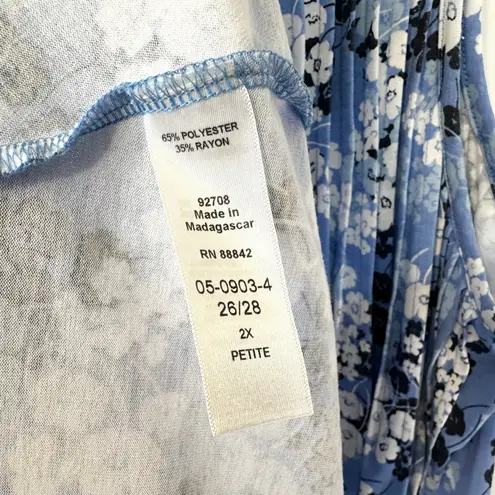 65% POLYESTER
35% RAYON
92708
Made in
Madagascar
RN 88842
05-0903-4
26/28
2X
PETITE